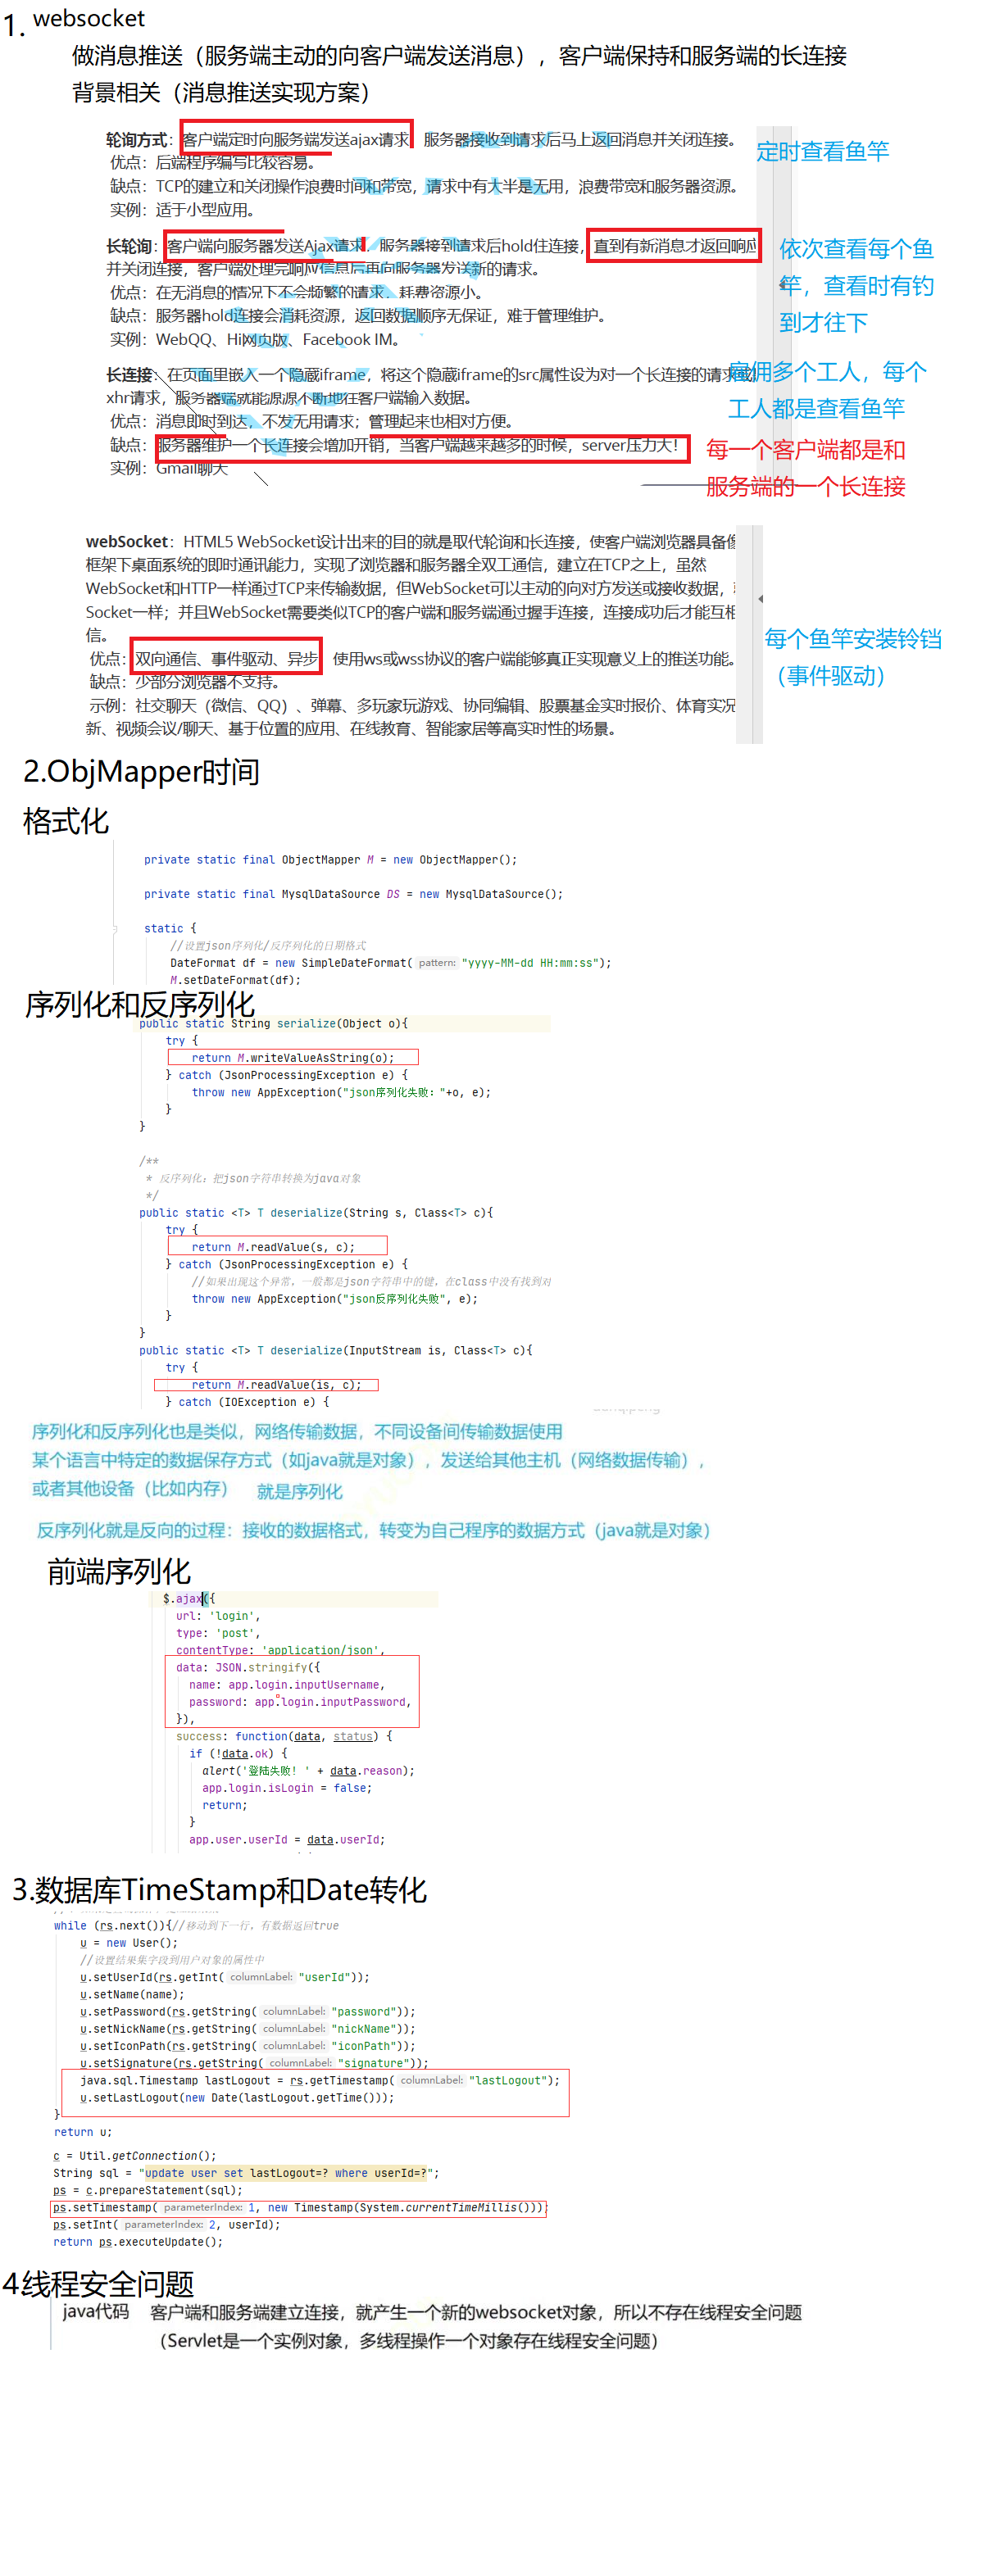 1. websocket
做消息推送（服务端主动的向客户端发送消息），客户端保持和服务端的长连接
背景相关（消息推送实现方案）
轮询方式：客户端定时向服务端发送ajax请求，服务器接收到请求后马上返回消息并关闭连接。
优点：后端程序编写比较容易。
缺点：TCP的建立和关闭操作浪费时间和带宽，请求中有大半是无用，浪费带宽和服务器资源。
实例：适于小型应用。
定时查看鱼竿
长轮询：客户端向服务器发送Ajax请求，服务器接到请求后hold住连接，直到有新消息才返回响应
并关闭连接，客户端处理完响应信息后再向服务器发送新的请求。
优点：在无消息的情况下不会频繁的请求，耗费资源小。
缺点：服务器hold连接会消耗资源，返回数据顺序无保证，难于管理维护。
实例：WebQQ、Hi网页版、Facebook IM。
依次查看每个鱼
竿，查看时有钓
到才往下
长连接：在页面里嵌入一个隐蔵iframe，将这个隐蔵iframe的src属性设为对一个长连接的请求或
xhr请求，服务器端就能源源不断地往客户端输入数据。
优点：消息即时到达，不发无用请求；管理起来也相对方便。
缺点：服务器维护一个长连接会增加开销，当客户端越来越多的时候，server压力大！
实例：Gmail聊天
雇佣多个工人，每个
工人都是查看鱼竿
每一个客户端都是和
服务端的一个长连接
webSocket：HTML5 WebSocket设计出来的目的就是取代轮询和长连接，使客户端浏览器具备像
框架下桌面系统的即时通讯能力，实现了浏览器和服务器全双工通信，建立在TCP之上，虽然
WebSocket和HTTP一样通过TCP来传输数据，但WebSocket可以主动的向对方发送或接收数据，
Socket一样；并且WebSocket需要类似TCP的客户端和服务端通过握手连接，连接成功后才能互相
信。
优点：双向通信、事件驱动、异步，使用ws或wss协议的客户端能够真正实现意义上的推送功能。
缺点：少部分浏览器不支持。
示例：社交聊天（微信、QQ）、弹幕、多玩家玩游戏、协同编辑、股票基金实时报价、体育实况
新、视频会议/聊天、基于位置的应用、在线教育、智能家居等高实时性的场景。
每个鱼竿安装铃铛
（事件驱动）
2.ObjMapper时间
格式化
private static final ObjectMapper M = new ObjectMapper();
private static final MysqlDataSource DS = new MysqlDataSource();
static {
//设置json序列化/反序列化的日期格式
DateFormat df = new SimpleDateFormat( pattern: "yyyy-MM-dd HH:mm:ss");
M.setDateFormat(df);
序列化和反序列化
public static String serialize(Object o){
try {
return M.writeValueAsString(o);
} catch (JsonProcessingException e) {
throw new AppException("json序列化失败："+o, e);
}
}
/**
* 反序列化：把json字符串转换为java对象
*/
public static <T> T deserialize(String s, Class<T> c){
try {
return M.readValue(s, c);
} catch (JsonProcessingException e) {
//如果出现这个异常，一般都是json字符串中的键，在class中没有找到对
throw new AppException("json反序列化失败", e);
}
}
public static <T> T deserialize(InputStream is, Class<T> c){
try {
return M.readValue(is, c);
} catch (IOException e) {
序列化和反序列化也是类似，网络传输数据，不同设备间传输数据使用
某个语言中特定的数据保存方式（如java就是对象），发送给其他主机（网络数据传输），
或者其他设备（比如内存） 就是序列化
反序列化就是反向的过程：接收的数据格式，转变为自己程序的数据方式（java就是对象）
前端序列化
$.ajax({
url: 'login',
type: 'post',
contentType: 'application/json',
data: JSON.stringify({
name: app.login.inputUsername,
password: app.login.inputPassword,
}),
success: function(data, status) {
if (!data.ok) {
alert('登陆失败! ' + data.reason);
app.login.isLogin = false;
return;
}
app.user.userId = data.userId;
3.数据库TimeStamp和Date转化
while (rs.next()){//移动到下一行，有数据返回true
u = new User();
//设置结果集字段到用户对象的属性中
u.setUserId(rs.getInt( columnLabel: "userId"));
u.setName(name);
u.setPassword(rs.getString( columnLabel: "password"));
u.setNickName(rs.getString( columnLabel: "nickName"));
u.setIconPath(rs.getString( columnLabel: "iconPath"));
u.setSignature(rs.getString( columnLabel: "signature"));
java.sql.Timestamp lastLogout = rs.getTimestamp( columnLabel: "lastLogout");
u.setLastLogout(new Date(lastLogout.getTime()));
}
return u;
c = Util.getConnection();
String sql = "update user set lastLogout=? where userId=?";
ps = c.prepareStatement(sql);
ps.setTimestamp( parameterIndex: 1, new Timestamp(System.currentTimeMillis()));
ps.setInt( parameterIndex: 2, userId);
return ps.executeUpdate();
4.线程安全问题
java代码 客户端和服务端建立连接，就产生一个新的websocket对象，所以不存在线程安全问题
（Servlet是一个实例对象，多线程操作一个对象存在线程安全问题）